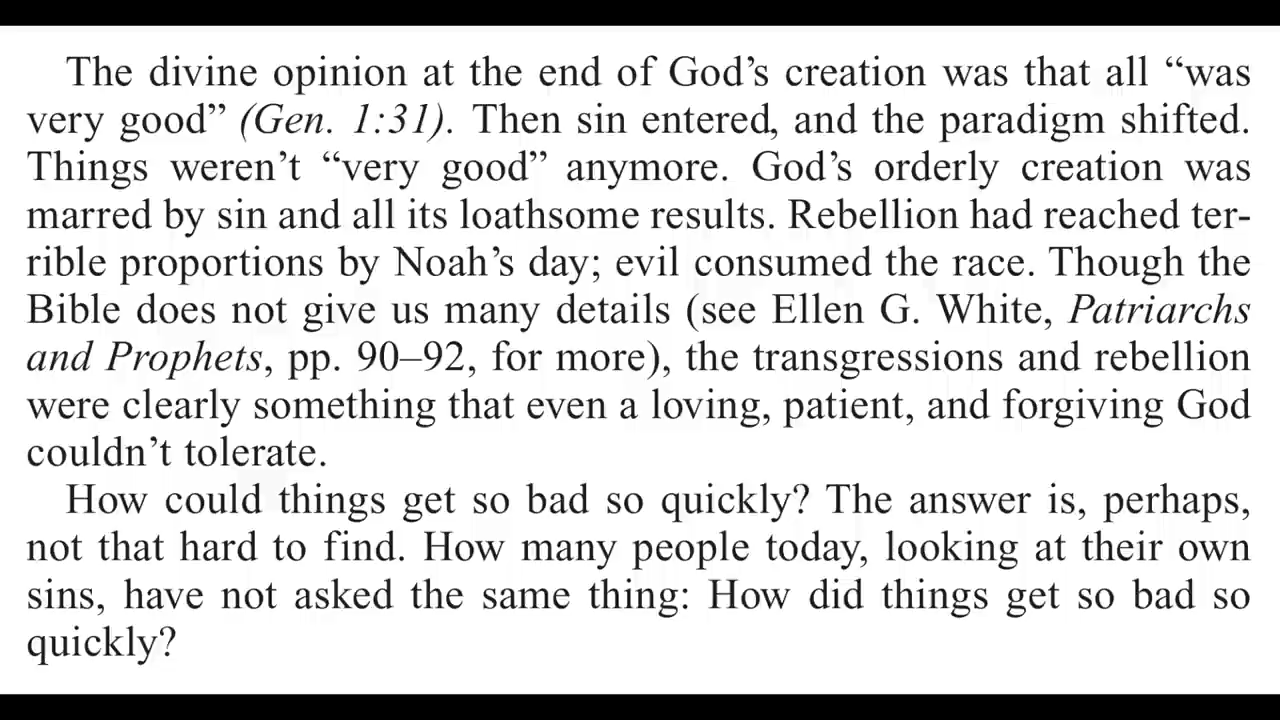 The divine opinion at the end of God’s creation was that all “was
very good” (Gen. 1:31). Then sin entered, and the paradigm shifted.
Things weren’t “very good” anymore. God’s orderly creation was
marred by sin and all its loathsome results. Rebellion had reached ter-
rible proportions by Noah’s day; evil consumed the race. Though the
Bible does not give us many details (see Ellen G. White, Patriarchs
and Prophets, pp. 90–92, for more), the transgressions and rebellion
were clearly something that even a loving, patient, and forgiving God
couldn’t tolerate.
How could things get so bad so quickly? The answer is, perhaps,
not that hard to find. How many people today, looking at their own
sins, have not asked the same thing: How did things get so bad so
quickly?